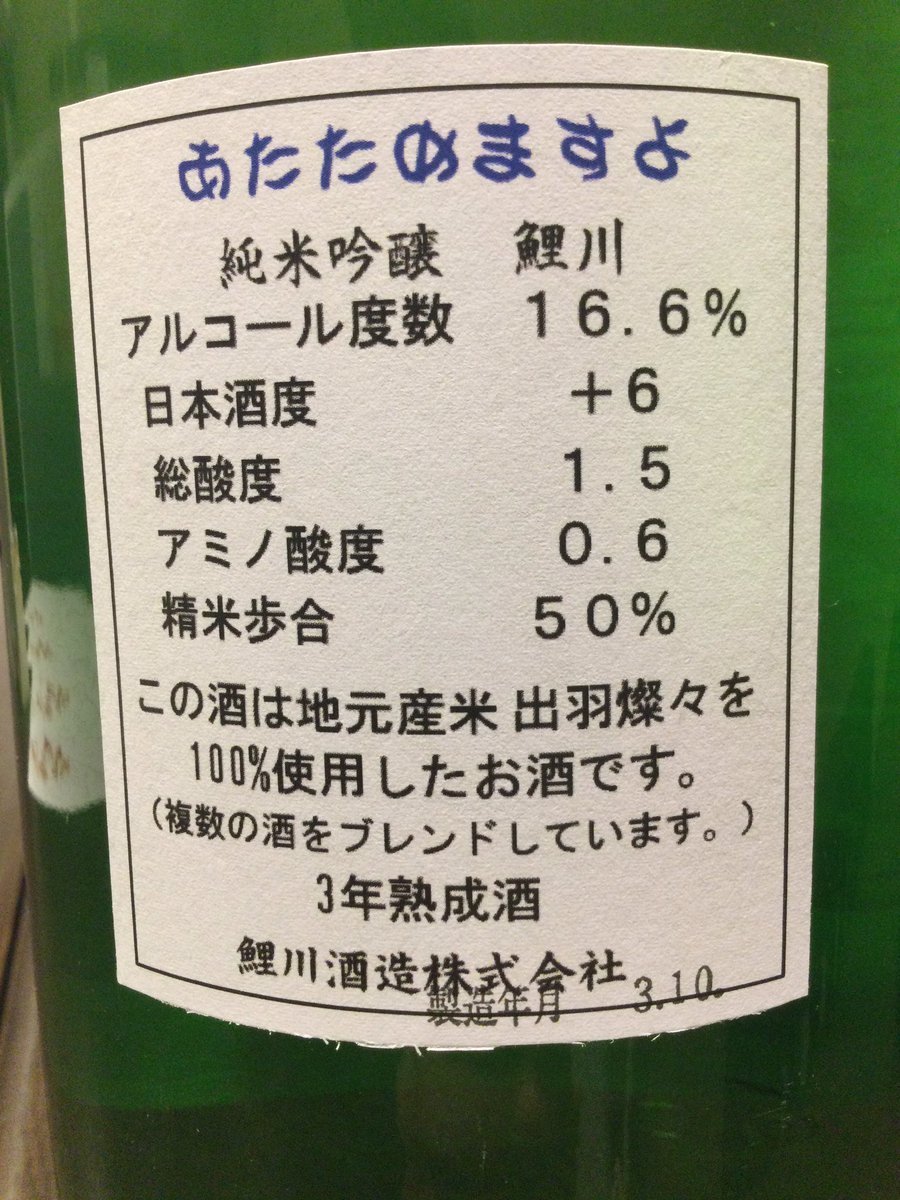 あたためますよ
純米吟醸 鯉川
アルコール度数 16.6%
日本酒度 +6
総酸度 1.5
アミノ酸度 0.6
精米歩合 50%
この酒は地元産米 出羽燦々を
100%使用したお酒です。
(複数の酒をブレンドしています。)
3年熟成酒
鯉川酒造株式会社
製造年月 3.10.